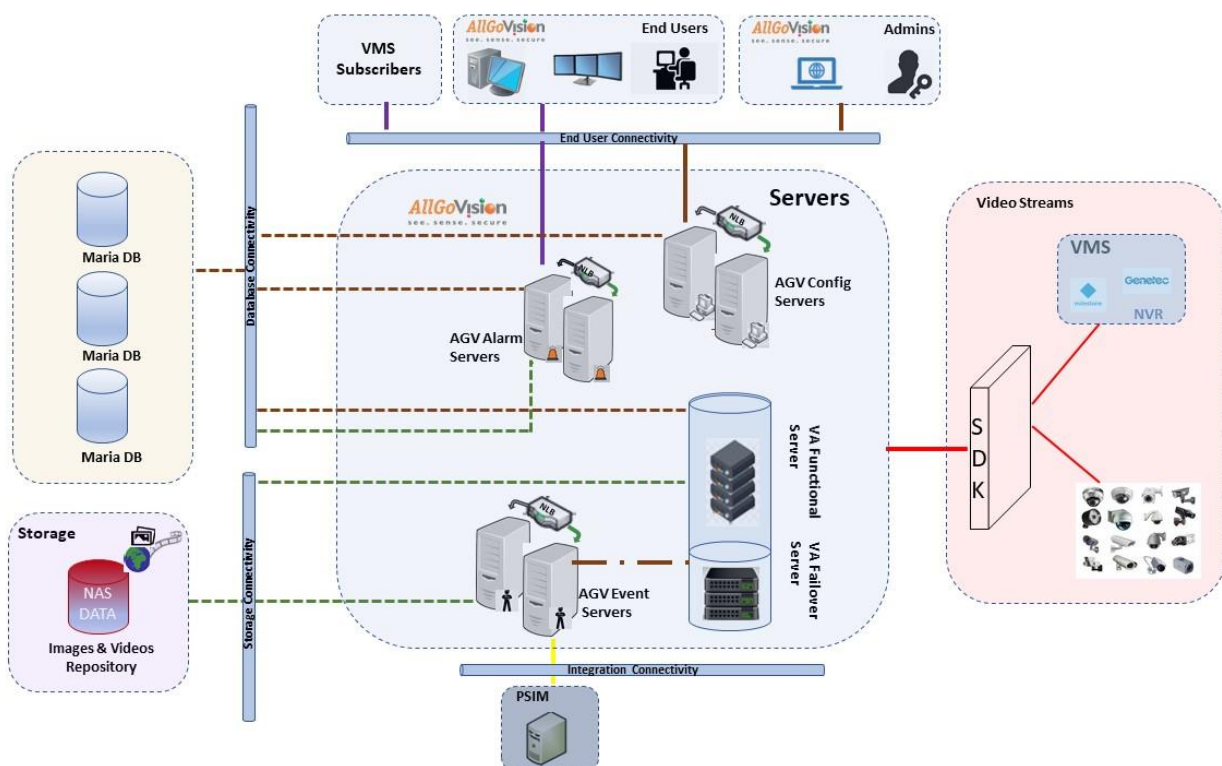 VMS
Subscribers
AllGoVision
see. sense. secure
End Users
AllGoVision
see. sense. secure
Admins
End User Connectivity
Maria DB
Maria DB
Maria DB
Database Connectivity
AllGoVision
see. sense. secure
Servers
NLB
AGV Config
Servers
NLB
AGV Alarm
Servers
VA Functional
Server
VA Failover
Server
NLB
AGV Event
Servers
Storage
NAS
DATA
Images & Videos
Repository
Storage Connectivity
Integration Connectivity
PSIM
Video Streams
VMS
milestone
Genetec
NVR
SDK